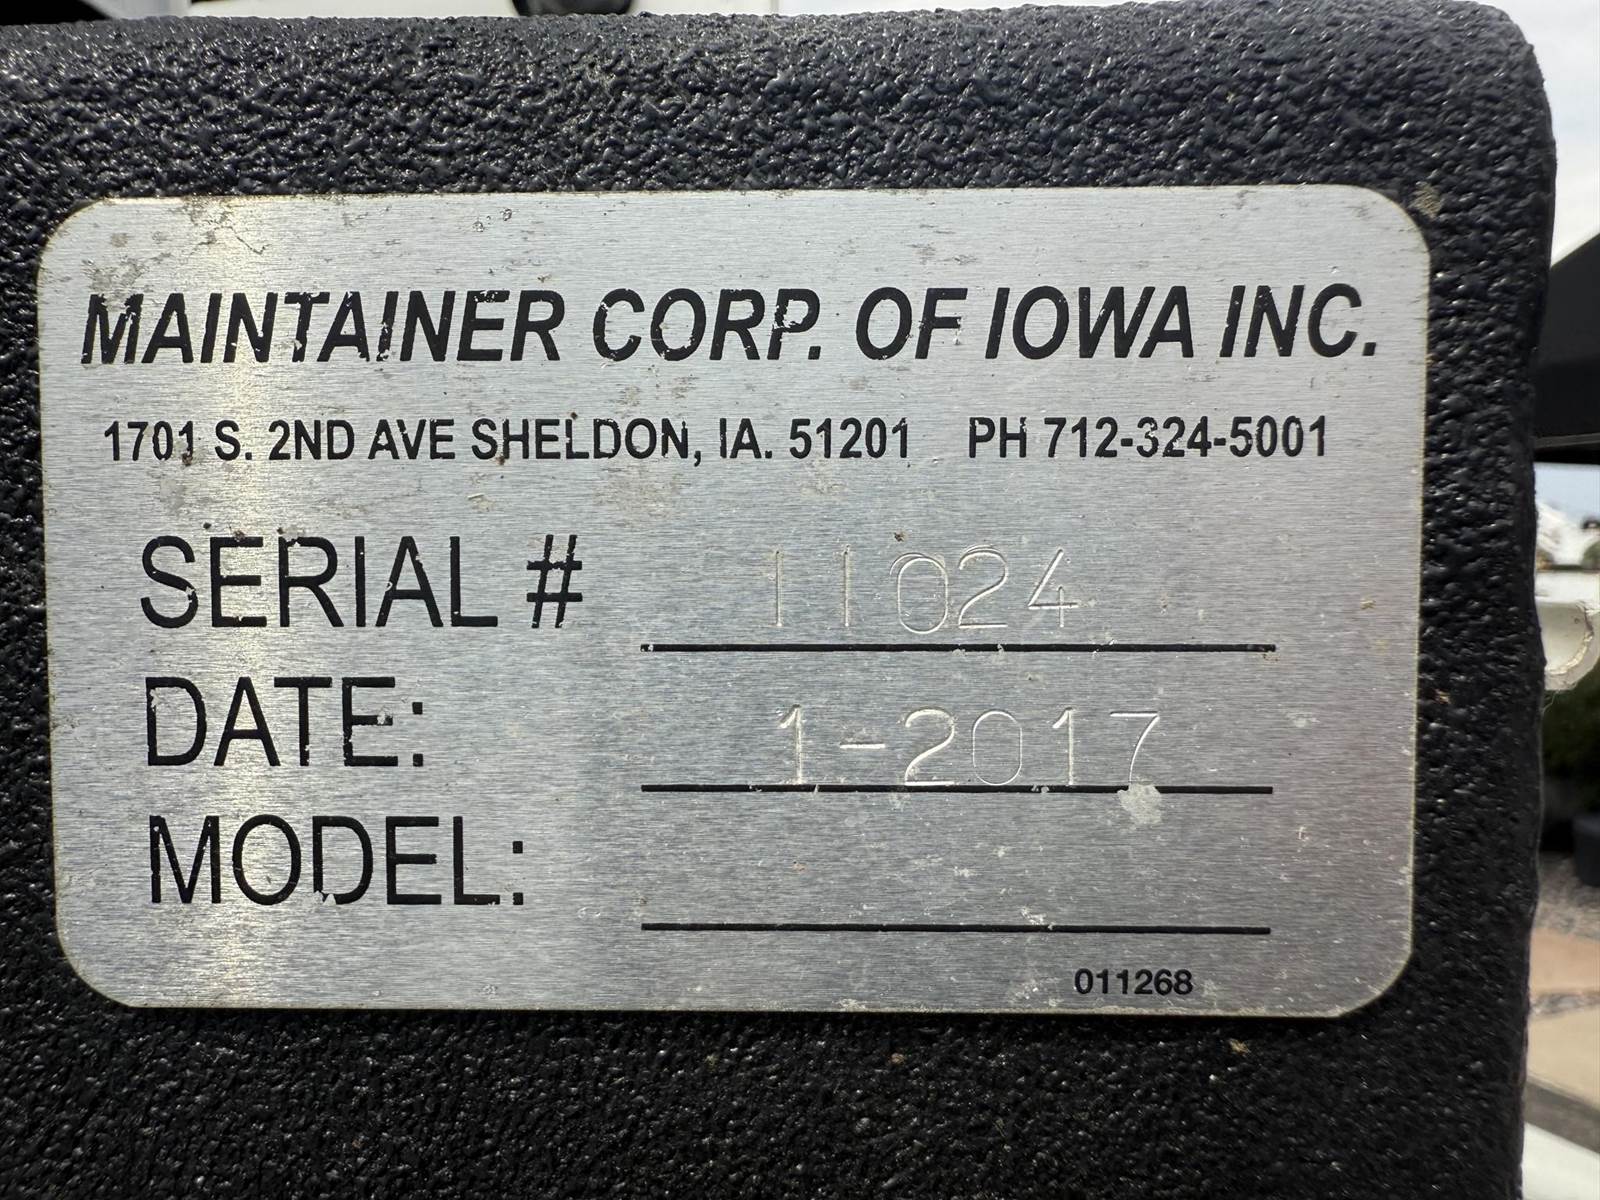 MAINTAINER CORP. OF IOWA INC.
1701 S. 2ND AVE SHELDON, IA. 51201 PH 712-324-5001
SERIAL # 11024
DATE: 1-2017
MODEL:
011268